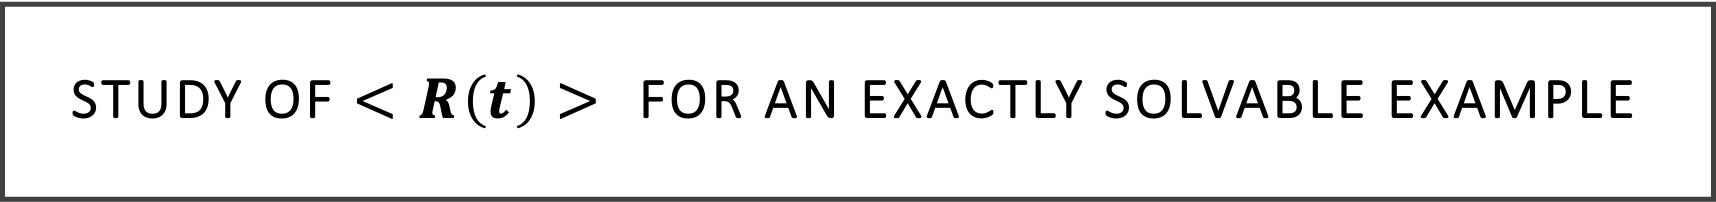 STUDY OF < R(t) > FOR AN EXACTLY SOLVABLE EXAMPLE